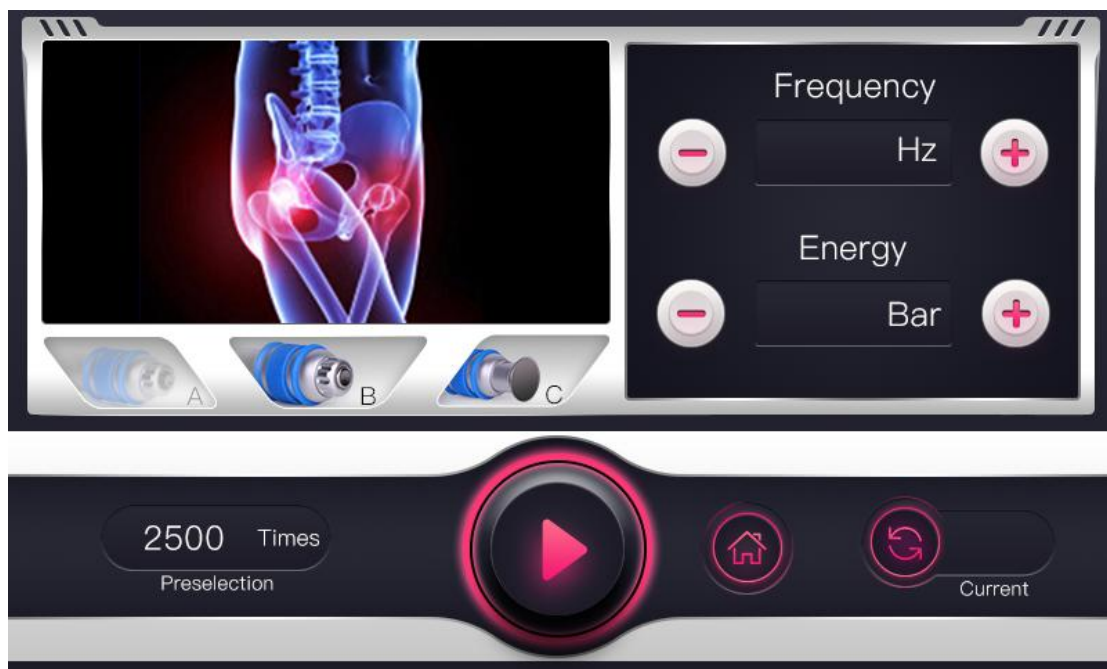 Frequency
Hz
Energy
Bar
A
B
C
2500 Times
Preselection
Current